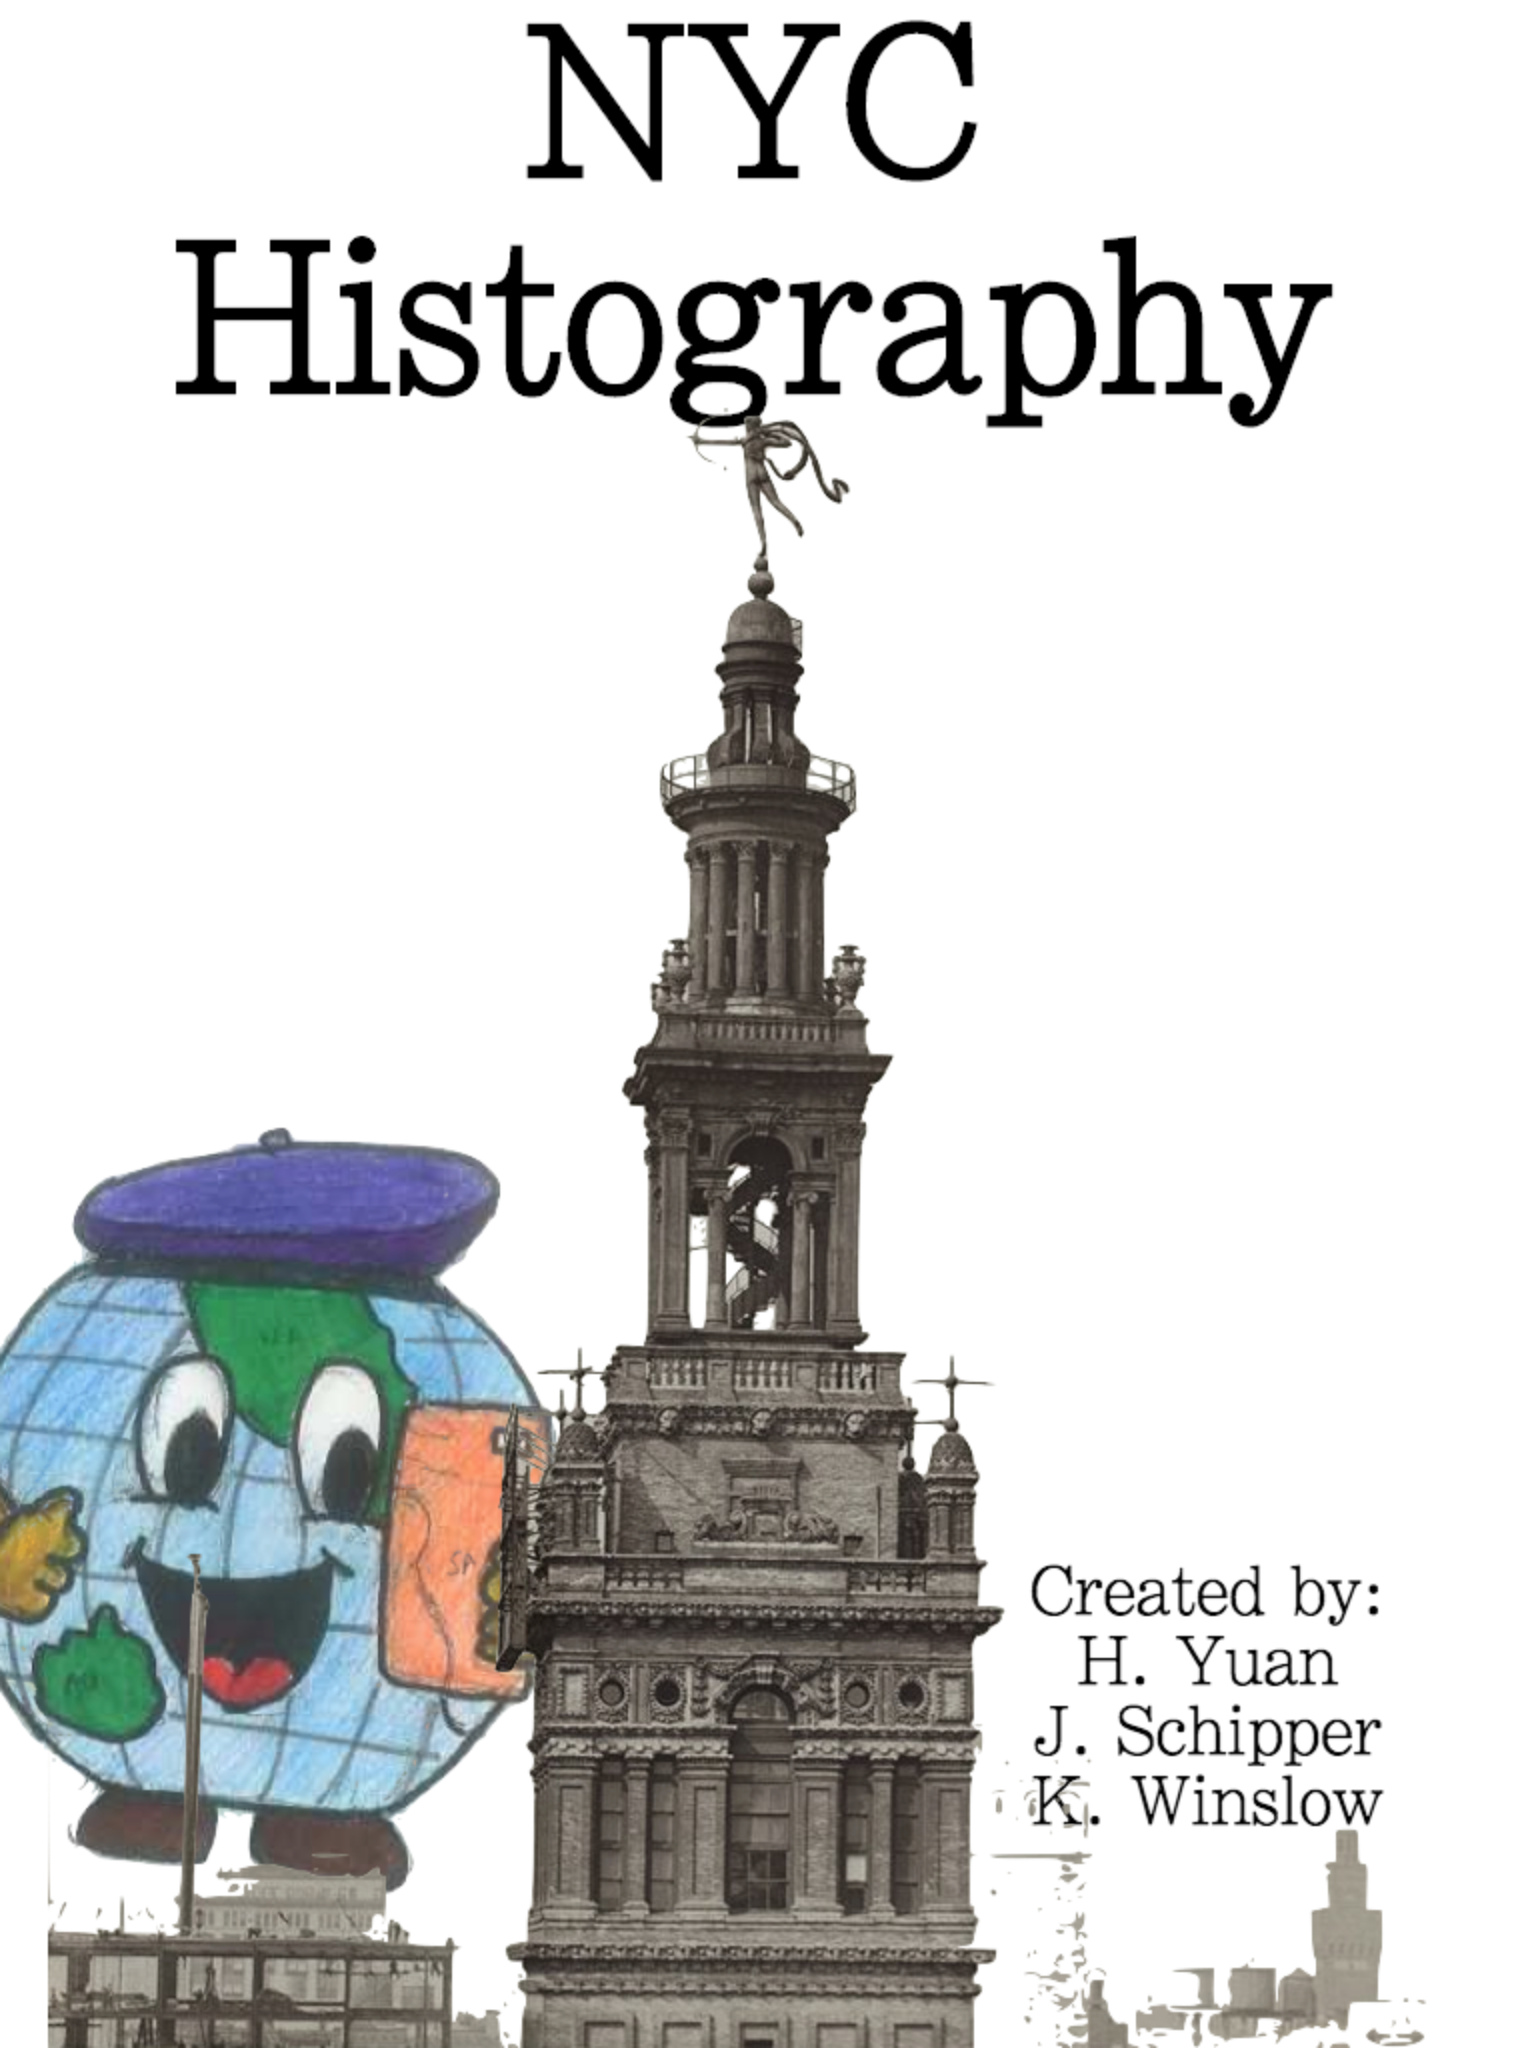 NYC
Histography
Created by:
H. Yuan
J. Schipper
K. Winslow